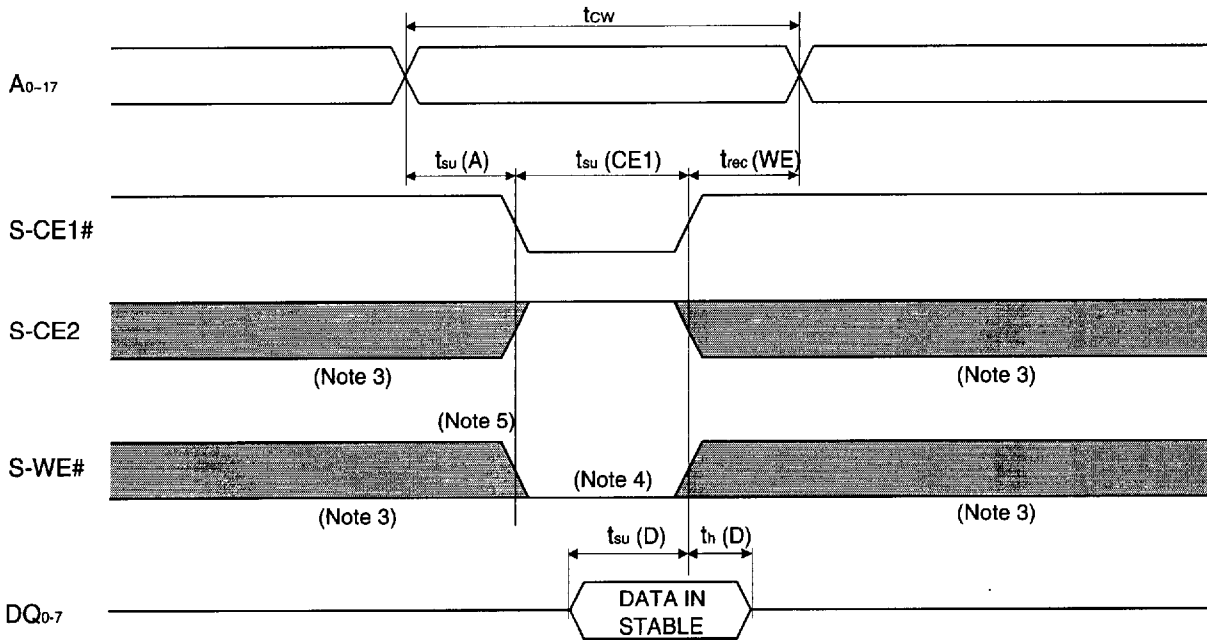 tcw
A0~17
tsu (A)
tsu (CE1)
trec (WE)
S-CE1#
S-CE2
(Note 3)
(Note 3)
(Note 5)
S-WE#
(Note 4)
(Note 3)
(Note 3)
tsu (D)
th (D)
DQ0-7
DATA IN
STABLE